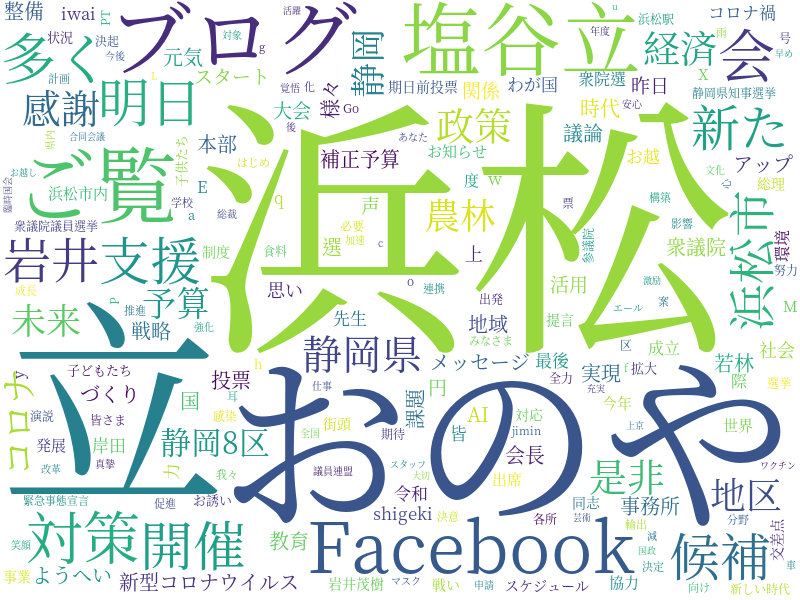 整備
iwai
PT
活躍
u
対象
g
決起
状況
ブログ
塩谷立
コロナ禍
浜松駅
雨
多く
今後
計画
元気
静岡
年度
経済
会
号
早め
L
スタート
覚悟
化
期日前投票
関係
わが国
衆院選
昨日
X
静岡県知事選挙
感謝
明日
様々
大会
Go
時代
安心
新た
合同会議
県内
本部
後
あなた
政策
議論
お越
アップ
子供たち
はじめ
補正予算
お知らせ
文化
お越し
臨時国会
ご覧
浜松市内
E
度
w
構築
心
総理
学校
a
総裁
q
声
農林
票
影響
環境
衆議院議員選挙
必要
加速
参議院
衆議院
浜松市
制度
食料
選
c
上
激励
努力
岩井
支援
浜松
成長
P
思い
o
連携
出発
活用
エール
案
M
未来
推進
予算
強化
先生
地域
提言
みなさま
区
成立
社会
戦略
静岡県
メッセージ
最後
若林
コロナ
y
子どもたち
h
実現
f
拡大
際
選挙
づくり
投票
仕事
円
全力
充実
立
おのや
演説
皆さま
国
耳
課題
AI
対応
今年
上京
世界
発展
岸田
力
感染
街頭
皆
jimin
静岡8区
全国
期待
会長
改革
真摯
我々
議員連盟
スタッフ
大切
出席
是非
ワクチン
緊急事態宣言
促進
お誘い
令和
同志
事務所
地区
shigeki
決意
各所
芸術
輸出
減
分野
対策
開催
Facebook
候補
交差点
笑顔
教育
国政
車
事業
ようへい
新型コロナウイルス
岩井茂樹
マスク
戦い
申請
スケジュール
協力
決定
向け
新しい時代